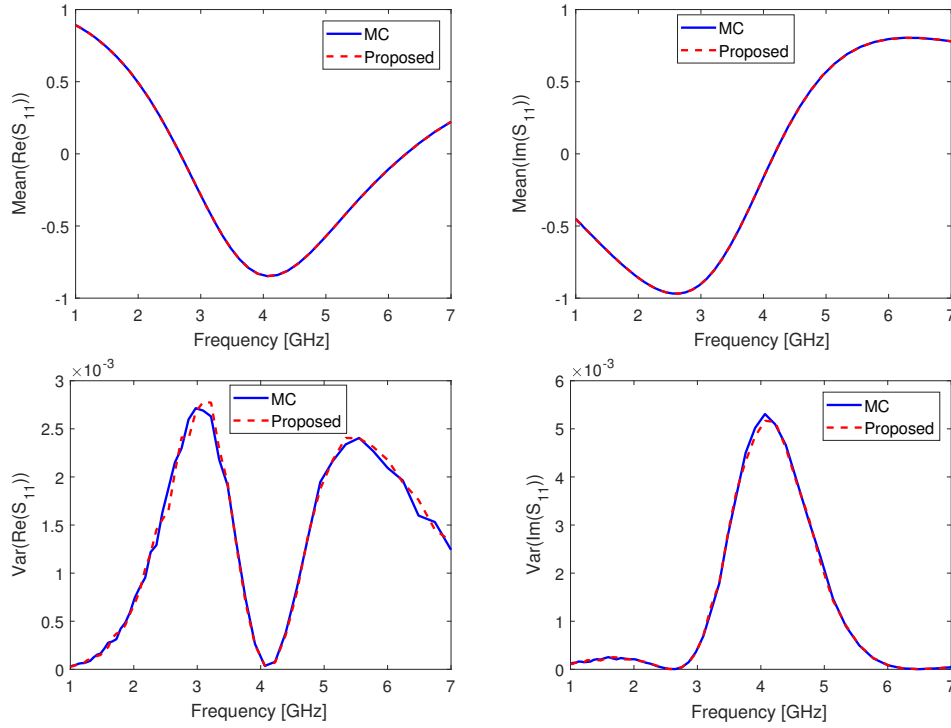 1
0.5
0
-0.5
-1
Mean(Re(S11))
MC
Proposed
1 2 3 4 5 6 7
Frequency [GHz]
1
0.5
0
-0.5
-1
Mean(Im(S11))
MC
Proposed
1 2 3 4 5 6 7
Frequency [GHz]
×10-3
3
2.5
2
1.5
1
0.5
0
Var(Re(S11))
MC
Proposed
1 2 3 4 5 6 7
Frequency [GHz]
×10-3
6
5
4
3
2
1
0
Var(Im(S11))
MC
Proposed
1 2 3 4 5 6 7
Frequency [GHz]